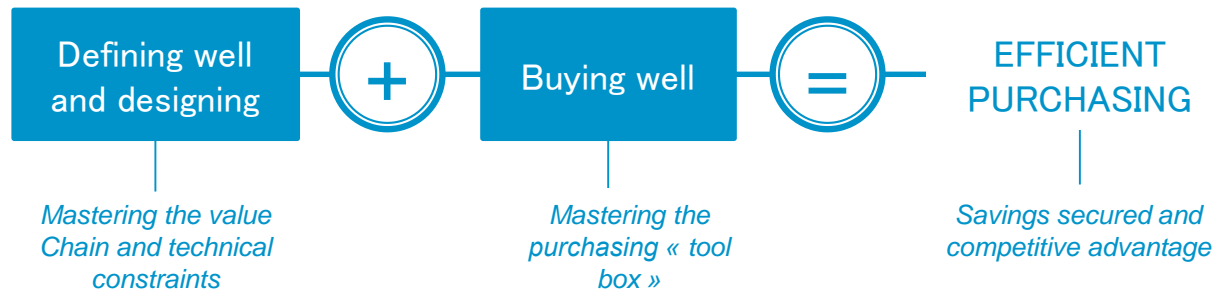 Defining well
and designing
+
Buying well
=
EFFICIENT
PURCHASING
Mastering the value
Chain and technical
constraints
Mastering the
purchasing « tool
box »
Savings secured and
competitive advantage